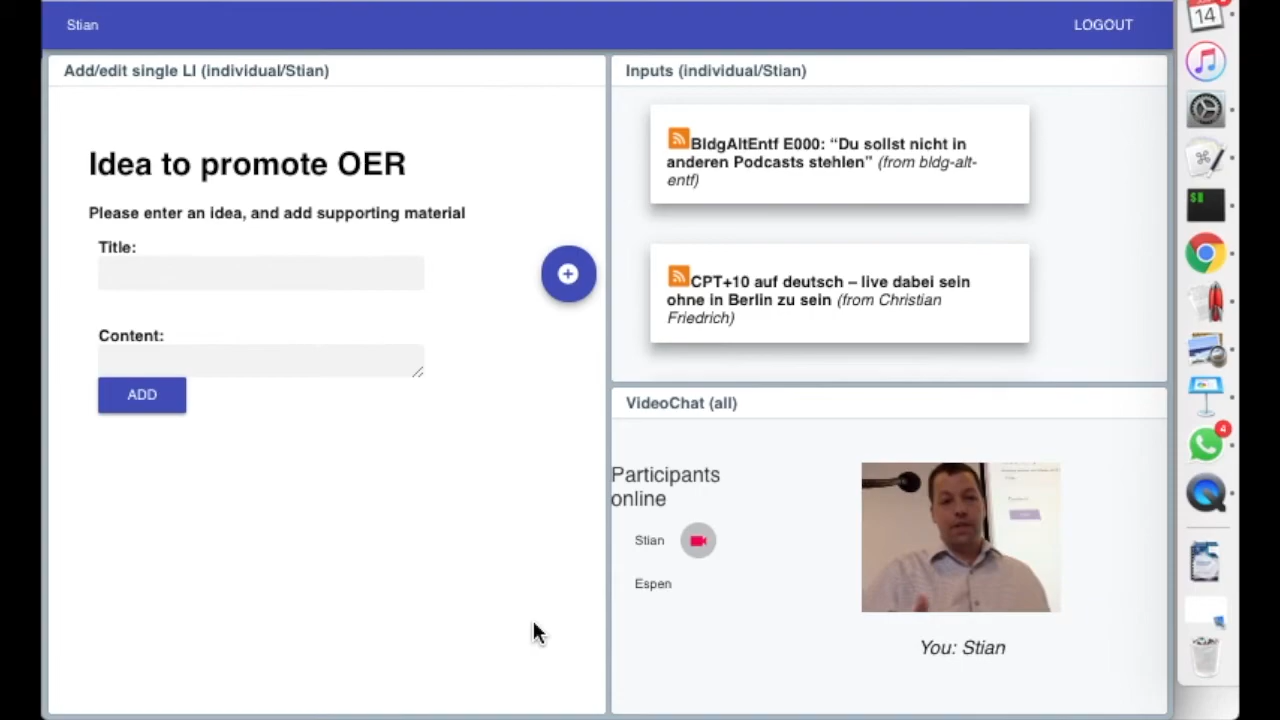 Stian
LOGOUT
Add/edit single LI (individual/Stian)
Idea to promote OER
Please enter an idea, and add supporting material
Title:
Content:
ADD
Inputs (individual/Stian)
BldgAltEntf E000: “Du sollst nicht in
anderen Podcasts stehlen” (from bldg-alt-
entf)
CPT+10 auf deutsch – live dabei sein
ohne in Berlin zu sein (from Christian
Friedrich)
VideoChat (all)
Participants
online
Stian
Espen
You: Stian
14
4